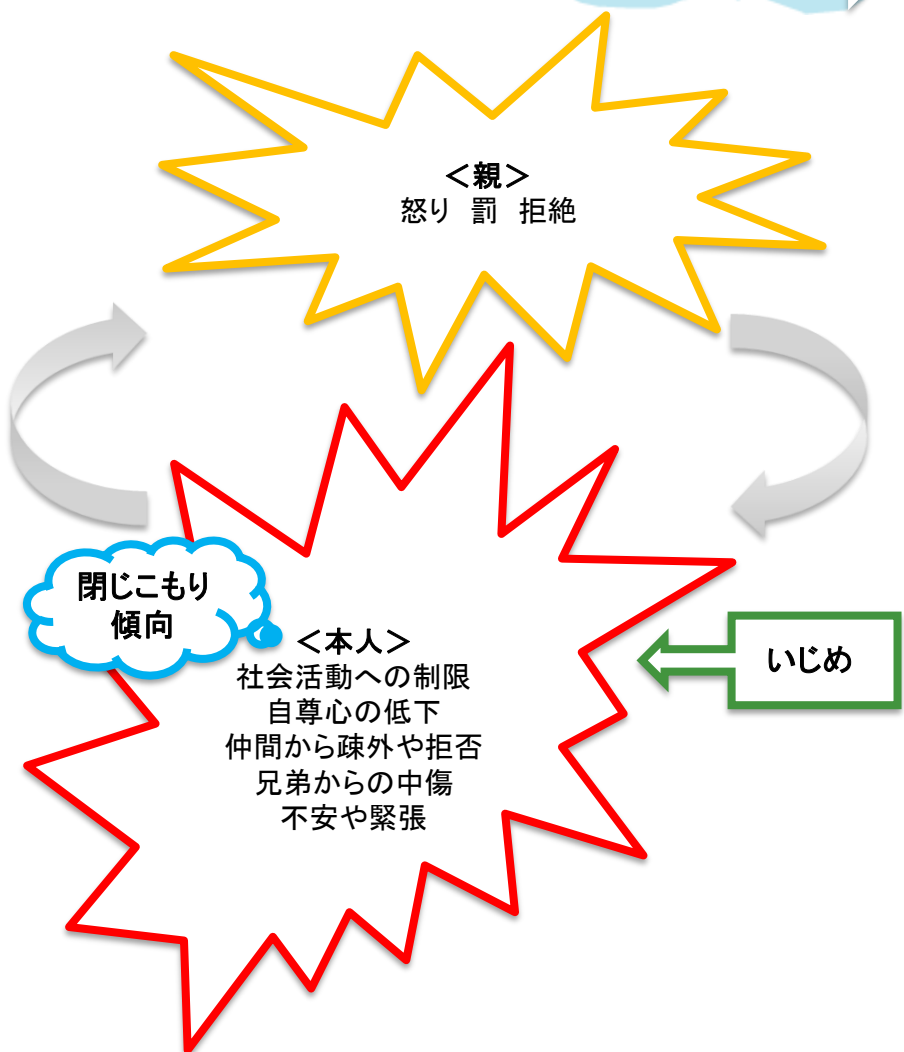 ＜親＞
怒り　罰　拒絶
閉じこもり
傾向
＜本人＞
社会活動への制限
自尊心の低下
仲間から疎外や拒否
兄弟からの中傷
不安や緊張
いじめ